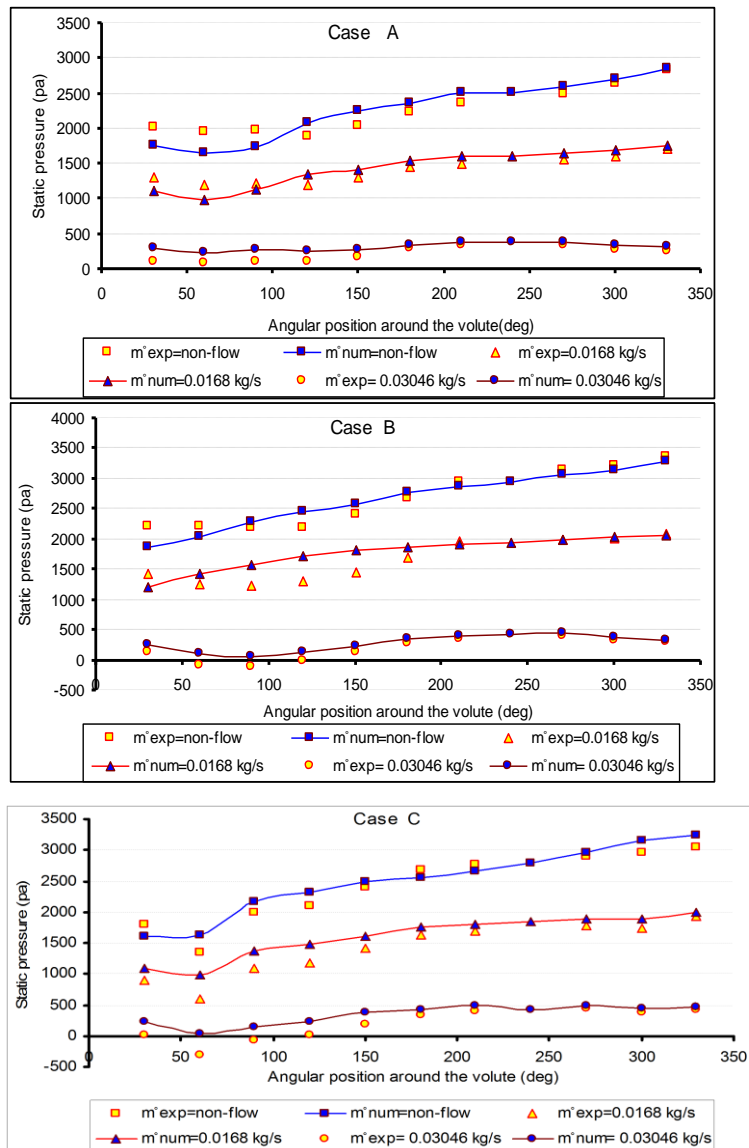 Case A
3500
3000
2500
2000
1500
1000
500
0
Static pressure (pa)
0 50 100 150 200 250 300 350
Angular position around the volute(deg)
m°exp=non-flow m°num=non-flow m°exp=0.0168 kg/s
m°num=0.0168 kg/s m°exp= 0.03046 kg/s m°num= 0.03046 kg/s
Case B
4000
3500
3000
2500
2000
1500
1000
500
0
-500
Static pressure (pa)
0 50 100 150 200 250 300 350
Angular position around the volute (deg)
m°exp=non-flow m°num=non-flow m°exp=0.0168 kg/s
m°num=0.0168 kg/s m°exp=0.03046 kg/s m°num= 0.03046 kg/s
Case C
3500
3000
2500
2000
1500
1000
500
0
-500
Static pressure (pa)
0 50 100 150 200 250 300 350
Angular position around the volute (deg)
m°exp=non-flow m°num=non-flow m°exp=0.0168 kg/s
m°num=0.0168 kg/s m°exp= 0.03046 kg/s m°num= 0.03046 kg/s